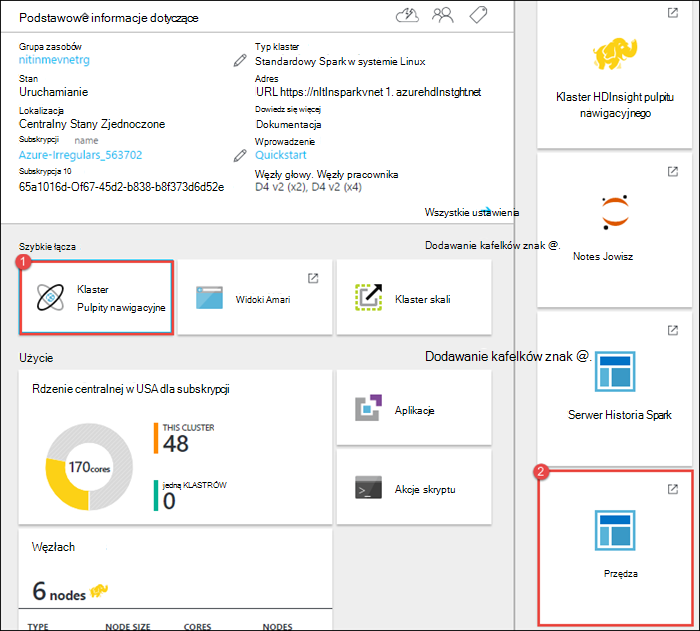 Podstawowe informacje dotyczące
Grupa zasobów
nitinmevnetrg
Stan
Uruchamianie
Lokalizacja
Centralny Stany Zjednoczone
Subskrypcji name
Azure-Irregulars_563702
Subskrypcja 10
65a1016d-Of67-45d2-b838-b8f373d6d52e
Typ klaster
Standardowy Spark w systemie Linux
Adres
URL https://nltlnsparkvnet 1. azurehdInstght.net
Dowiedz się więcej
Dokumentacja
Wprowadzenie
Quickstart
Węzły głowy. Węzły pracownika
D4 v2 (x2), D4 v2 (x4)
Wszystkie ustawienia
Szybkie łącza
Dodawanie kafelków znak @.
1
Klaster
Pulpity nawigacyjne
Widoki Amari
Klaster skali
Użycie
Dodawanie kafelków znak @.
Rdzenie centralnej w USA dla subskrypcji
170cores
THIS CLUSTER
48
jedną KLASTRÓW
0
Aplikacje
Akcje skryptu
Węzłach
6 nodes
TYPE NODE SIZE CORES NODES
Klaster HDInsight pulpitu
nawigacyjnego
Notes Jowisz
Serwer Historia Spark
2
Przędza